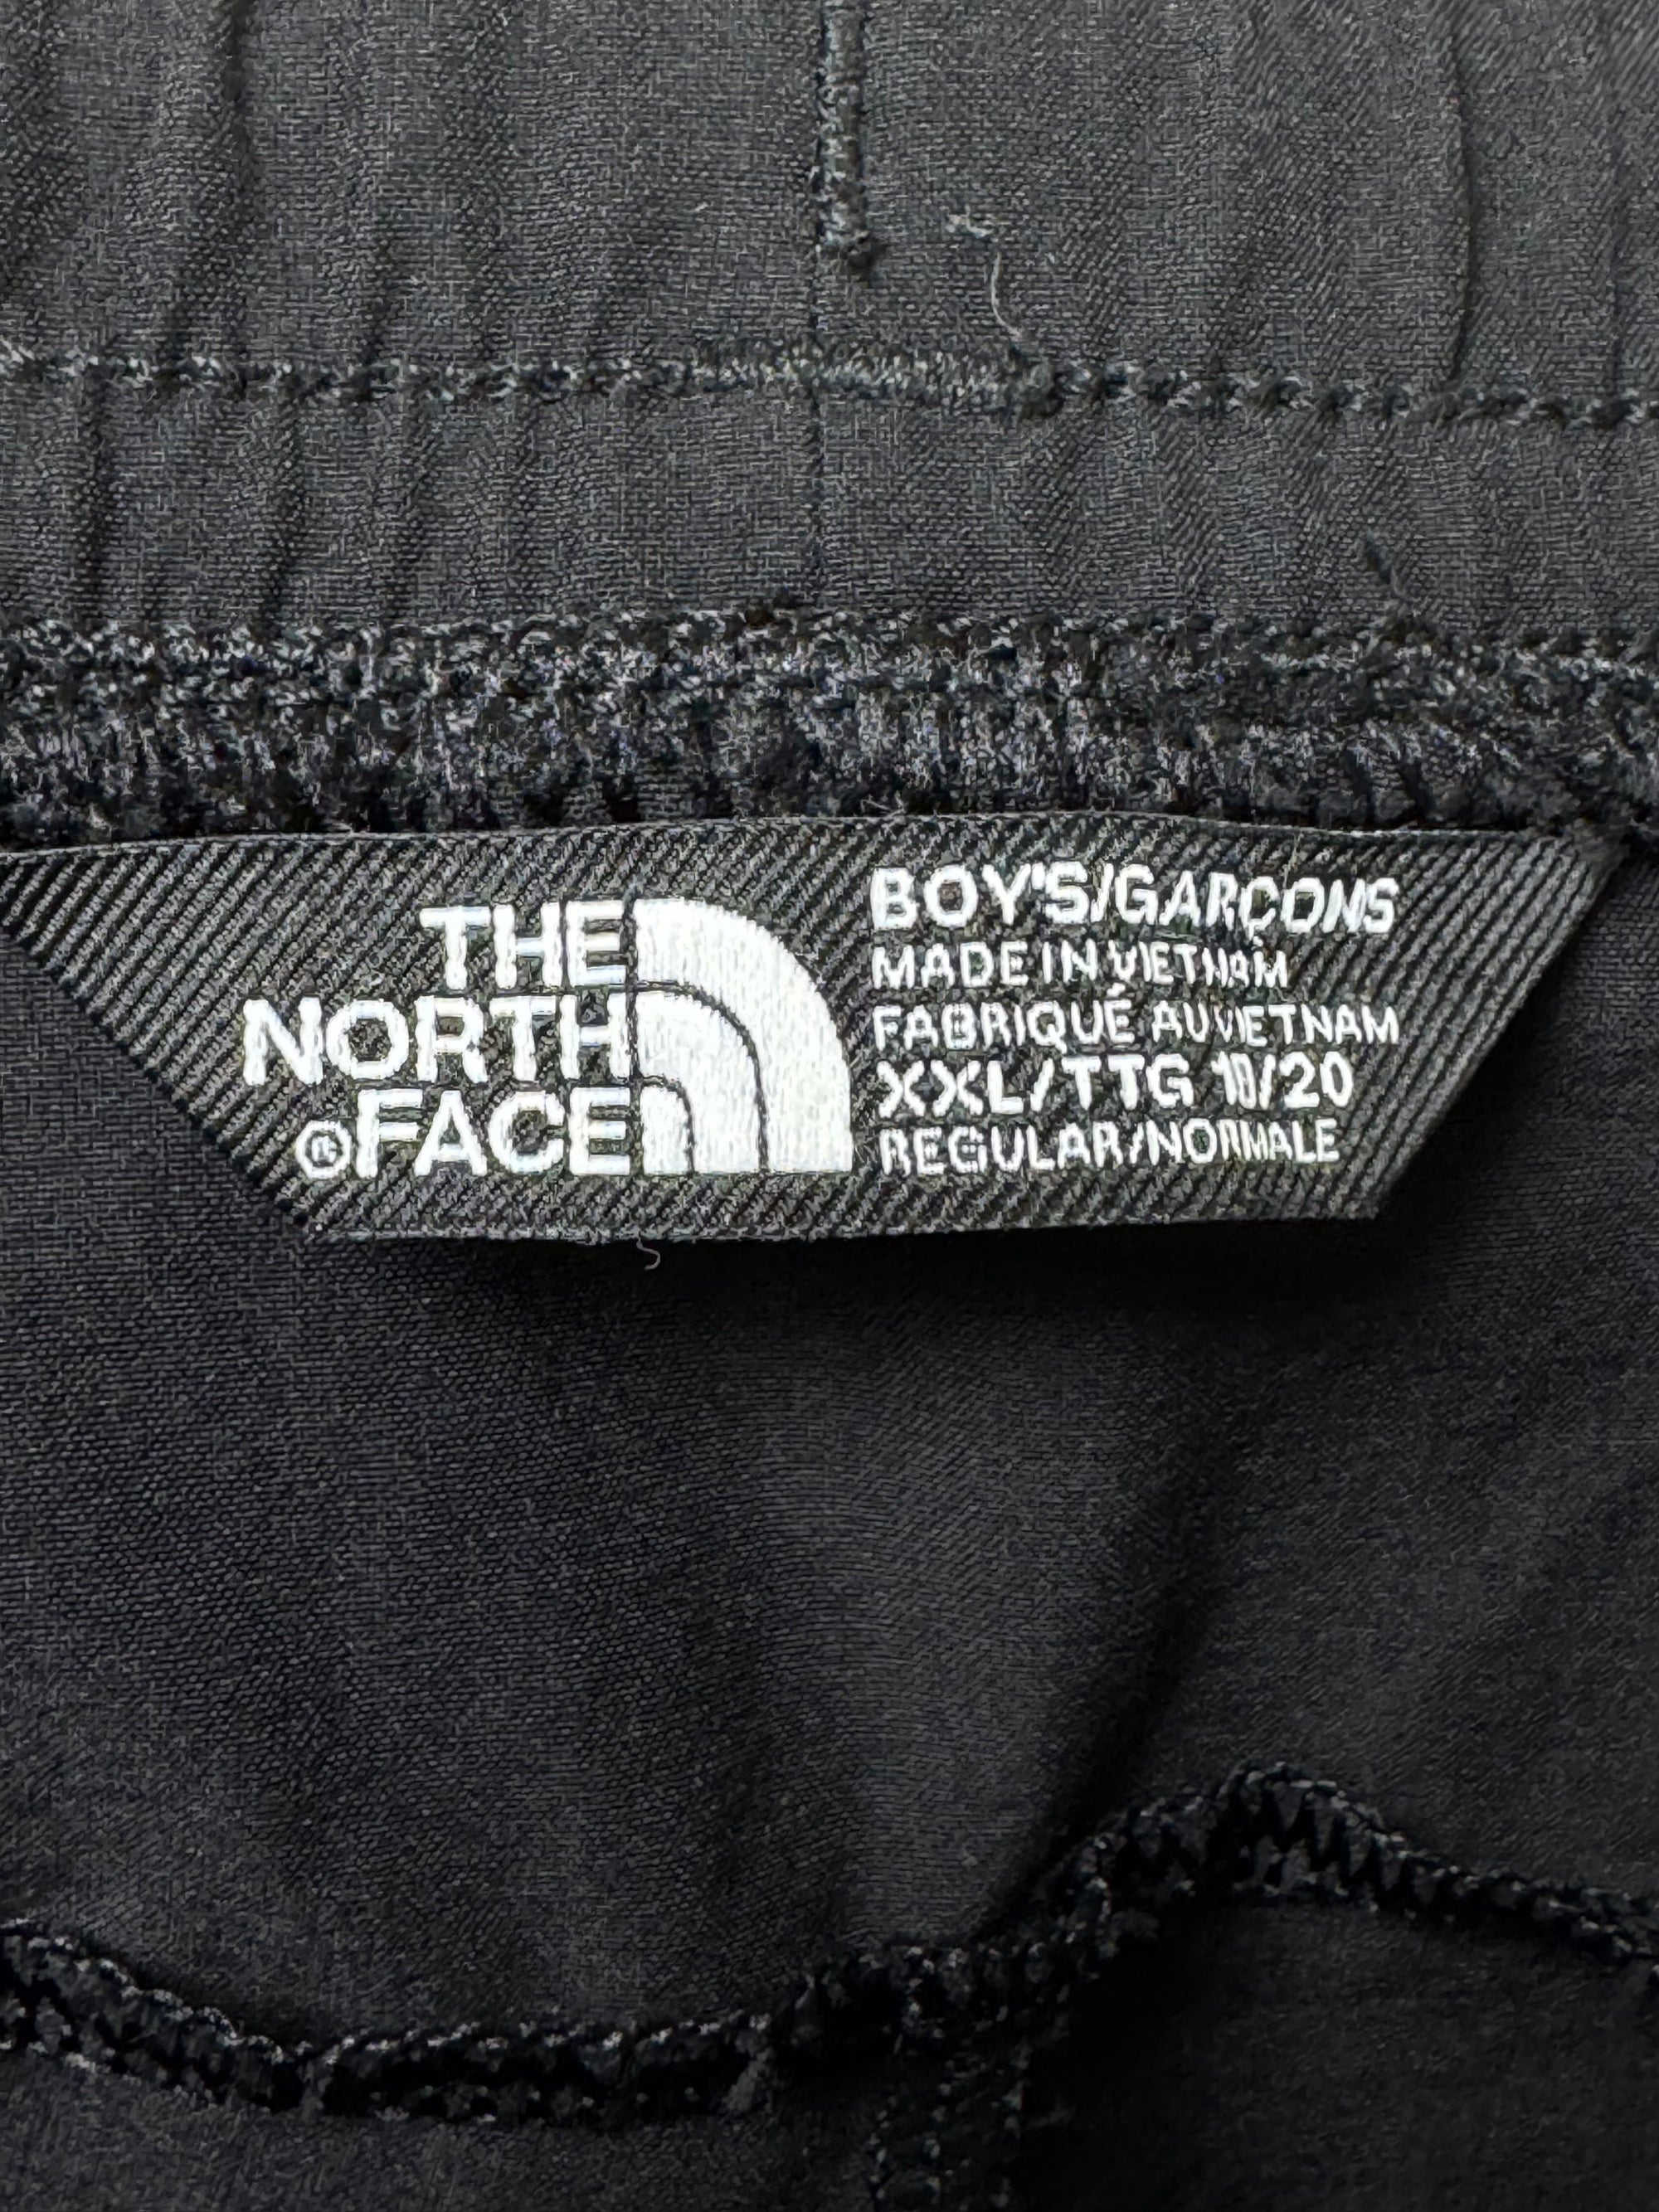 THE
NORTH
®FACE
BOY'S/GARÇONS
MADE IN VIETNAM
FABRIQUÉ AU VIETNAM
XXL/TTG 18/20
REGULAR/NORMALE